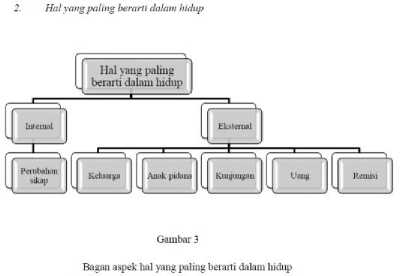 2. Hal yang paling berarti dalam hidup
Hal yang paling
berarti dalam hidup
Internal
Eksternal
Perubahan
sikap
Keluarga
Anak pidana
Kunjungan
Uang
Remisi
Gambar 3
Bagan aspek hal yang paling berarti dalam hidup